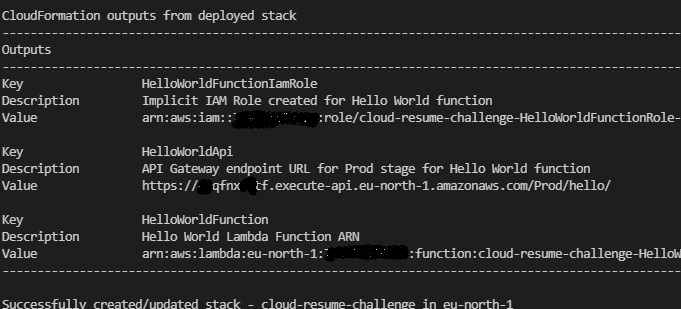 CloudFormation outputs from deployed stack
--------------------------------------------------------------------------------
Outputs
--------------------------------------------------------------------------------
Key HelloWorldFunctionIamRole
Description Implicit IAM Role created for Hello World function
Value arn:aws:iam:: :role/cloud-resume-challenge-HelloWorldFunctionRole-
Key HelloWorldApi
Description API Gateway endpoint URL for Prod stage for Hello World function
Value https:// qfnx cf.execute-api.eu-north-1.amazonaws.com/Prod/hello/
Key HelloWorldFunction
Description Hello World Lambda Function ARN
Value arn:aws:lambda:eu-north-1: :function:cloud-resume-challenge-HelloW
--------------------------------------------------------------------------------
Successfully created/updated stack - cloud-resume-challenge in eu-north-1